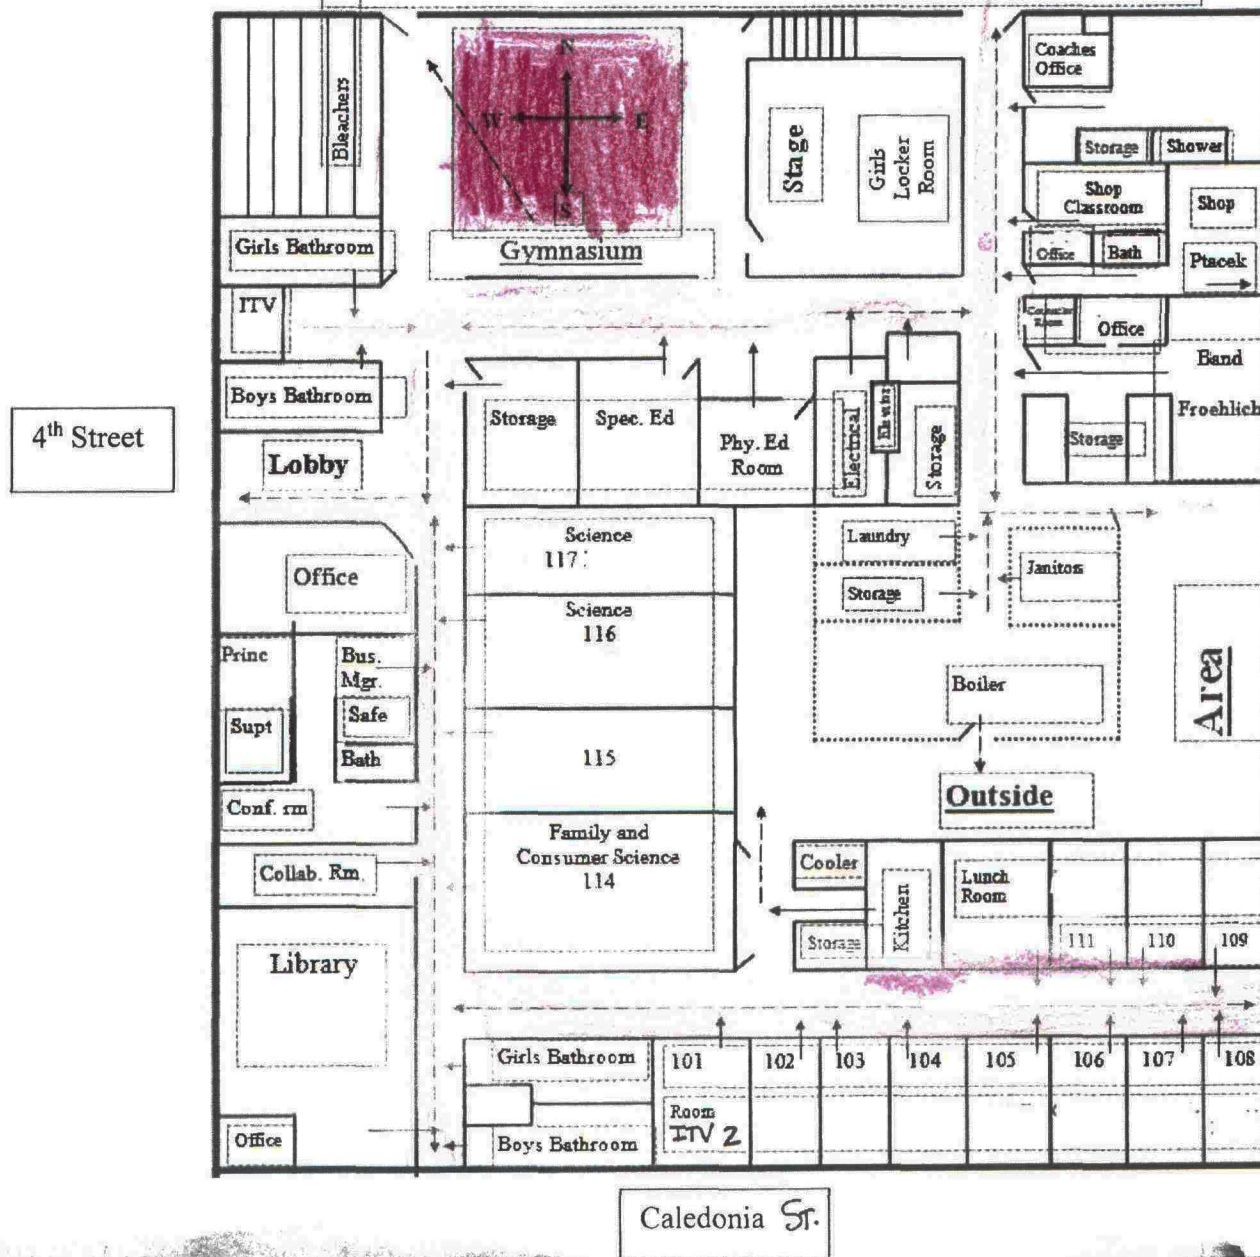 Coaches
Office
Bleachers
N
W
E
S
Stage
Girls
Locker
Room
Storage
Shower
Shop
Classroom
Shop
Girls Bathroom
Gymnasium
Office
Bath
Ptacek
ITV
Office
Band
Boys Bathroom
Storage
Spec. Ed
Phy. Ed
Room
Electrical
Elevator
Storage
Froehlich
Storage
4th Street
Lobby
Science
117
Laundry
Office
Janitors
Storage
Science
116
Princ
Bus.
Mgr.
Area
Boiler
Supt
Safe
Bath
115
Conf. rm
Outside
Family and
Consumer Science
114
Collab. Rm.
Cooler
Lunch
Room
Kitchen
Storage
111
110
109
Library
Girls Bathroom
101
102
103
104
105
106
107
108
Room
ITV 2
Office
Boys Bathroom
Caledonia St.